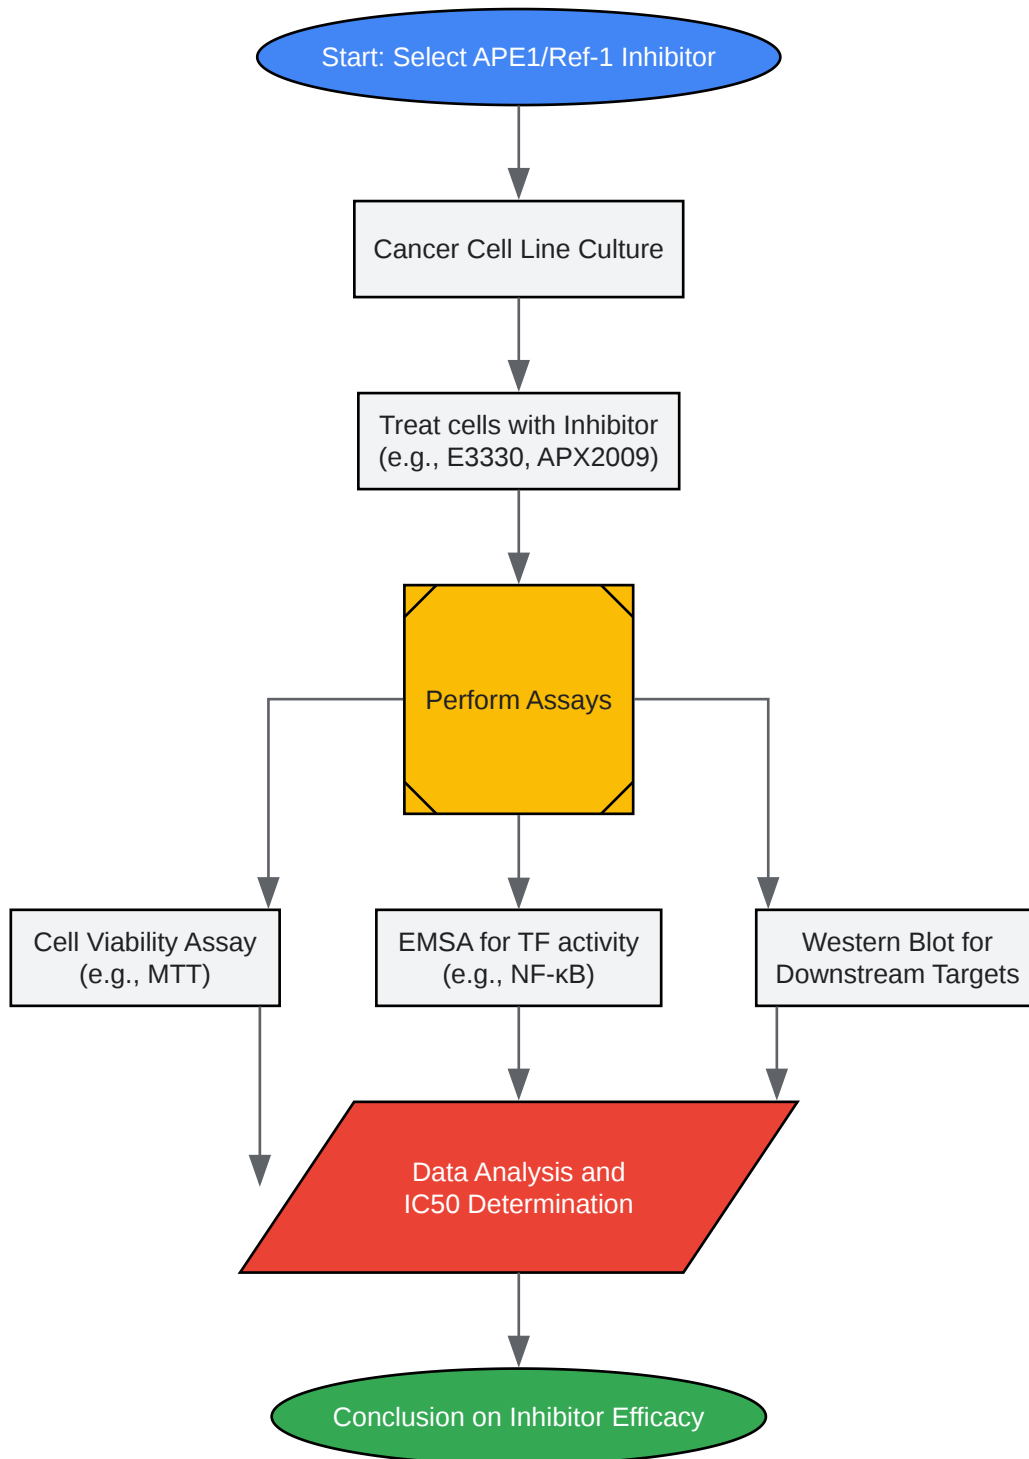 Start: Select APE1/Ref-1 Inhibitor
Cancer Cell Line Culture
Treat cells with Inhibitor
(e.g., E3330, APX2009)
Perform Assays
Cell Viability Assay
(e.g., MTT)
EMSA for TF activity
(e.g., NF-κB)
Western Blot for
Downstream Targets
Data Analysis and
IC50 Determination
Conclusion on Inhibitor Efficacy